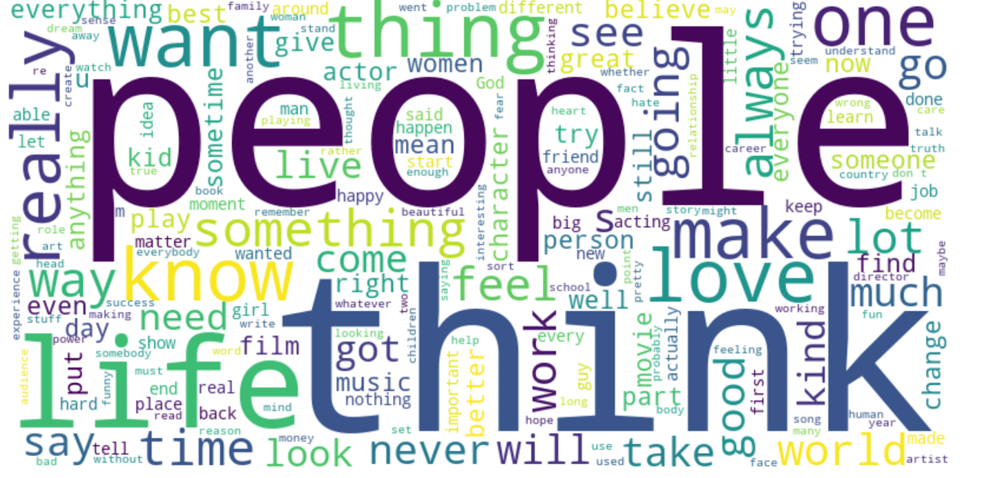 everything
best
family
around
went
problem
different
believe
may
always
trying
one
sense
dream
away
want
woman
stand
give
thing
thinking
see
great
little
understand
seem
now
go
really
re
create
watch
u
another
actor
women
living
God
whether
fact
hate
going
relationship
everyone
done
care
able
let
anything
idea
kid
true
sometime
man
playing
thought
live
rather
said
happen
mean
start
enough
fear
character
heart
try
friend
anyone
still
career
wrong
learn
talk
truth
someone
country
don t
job
people
book
moment
happy
m
play
remember
something
beautiful
interesting
big
s
men
acting
story
might
make
keep
become
lot
getting
role
art
head
matter
everybody
know
wanted
come
right
person
new
point
pretty
love
find
director
maybe
much
way
experience
even
success
making
stuff
day
need
girl
write
whatever
two
saying
feel
sort
school
well
think
working
fun
power
somebody
show
word
film
looking
got
children
help
work
every
movie
probably
actually
feeling
kind
change
life
audience
put
funny
must
end
hard
place
read
real
back
mind
music
nothing
important
better
guy
long
hope
part
body
good
first
song
many
human
year
say
bad
tell
without
time
reason
money
look
set
never
will
use
used
take
face
world
made
artist